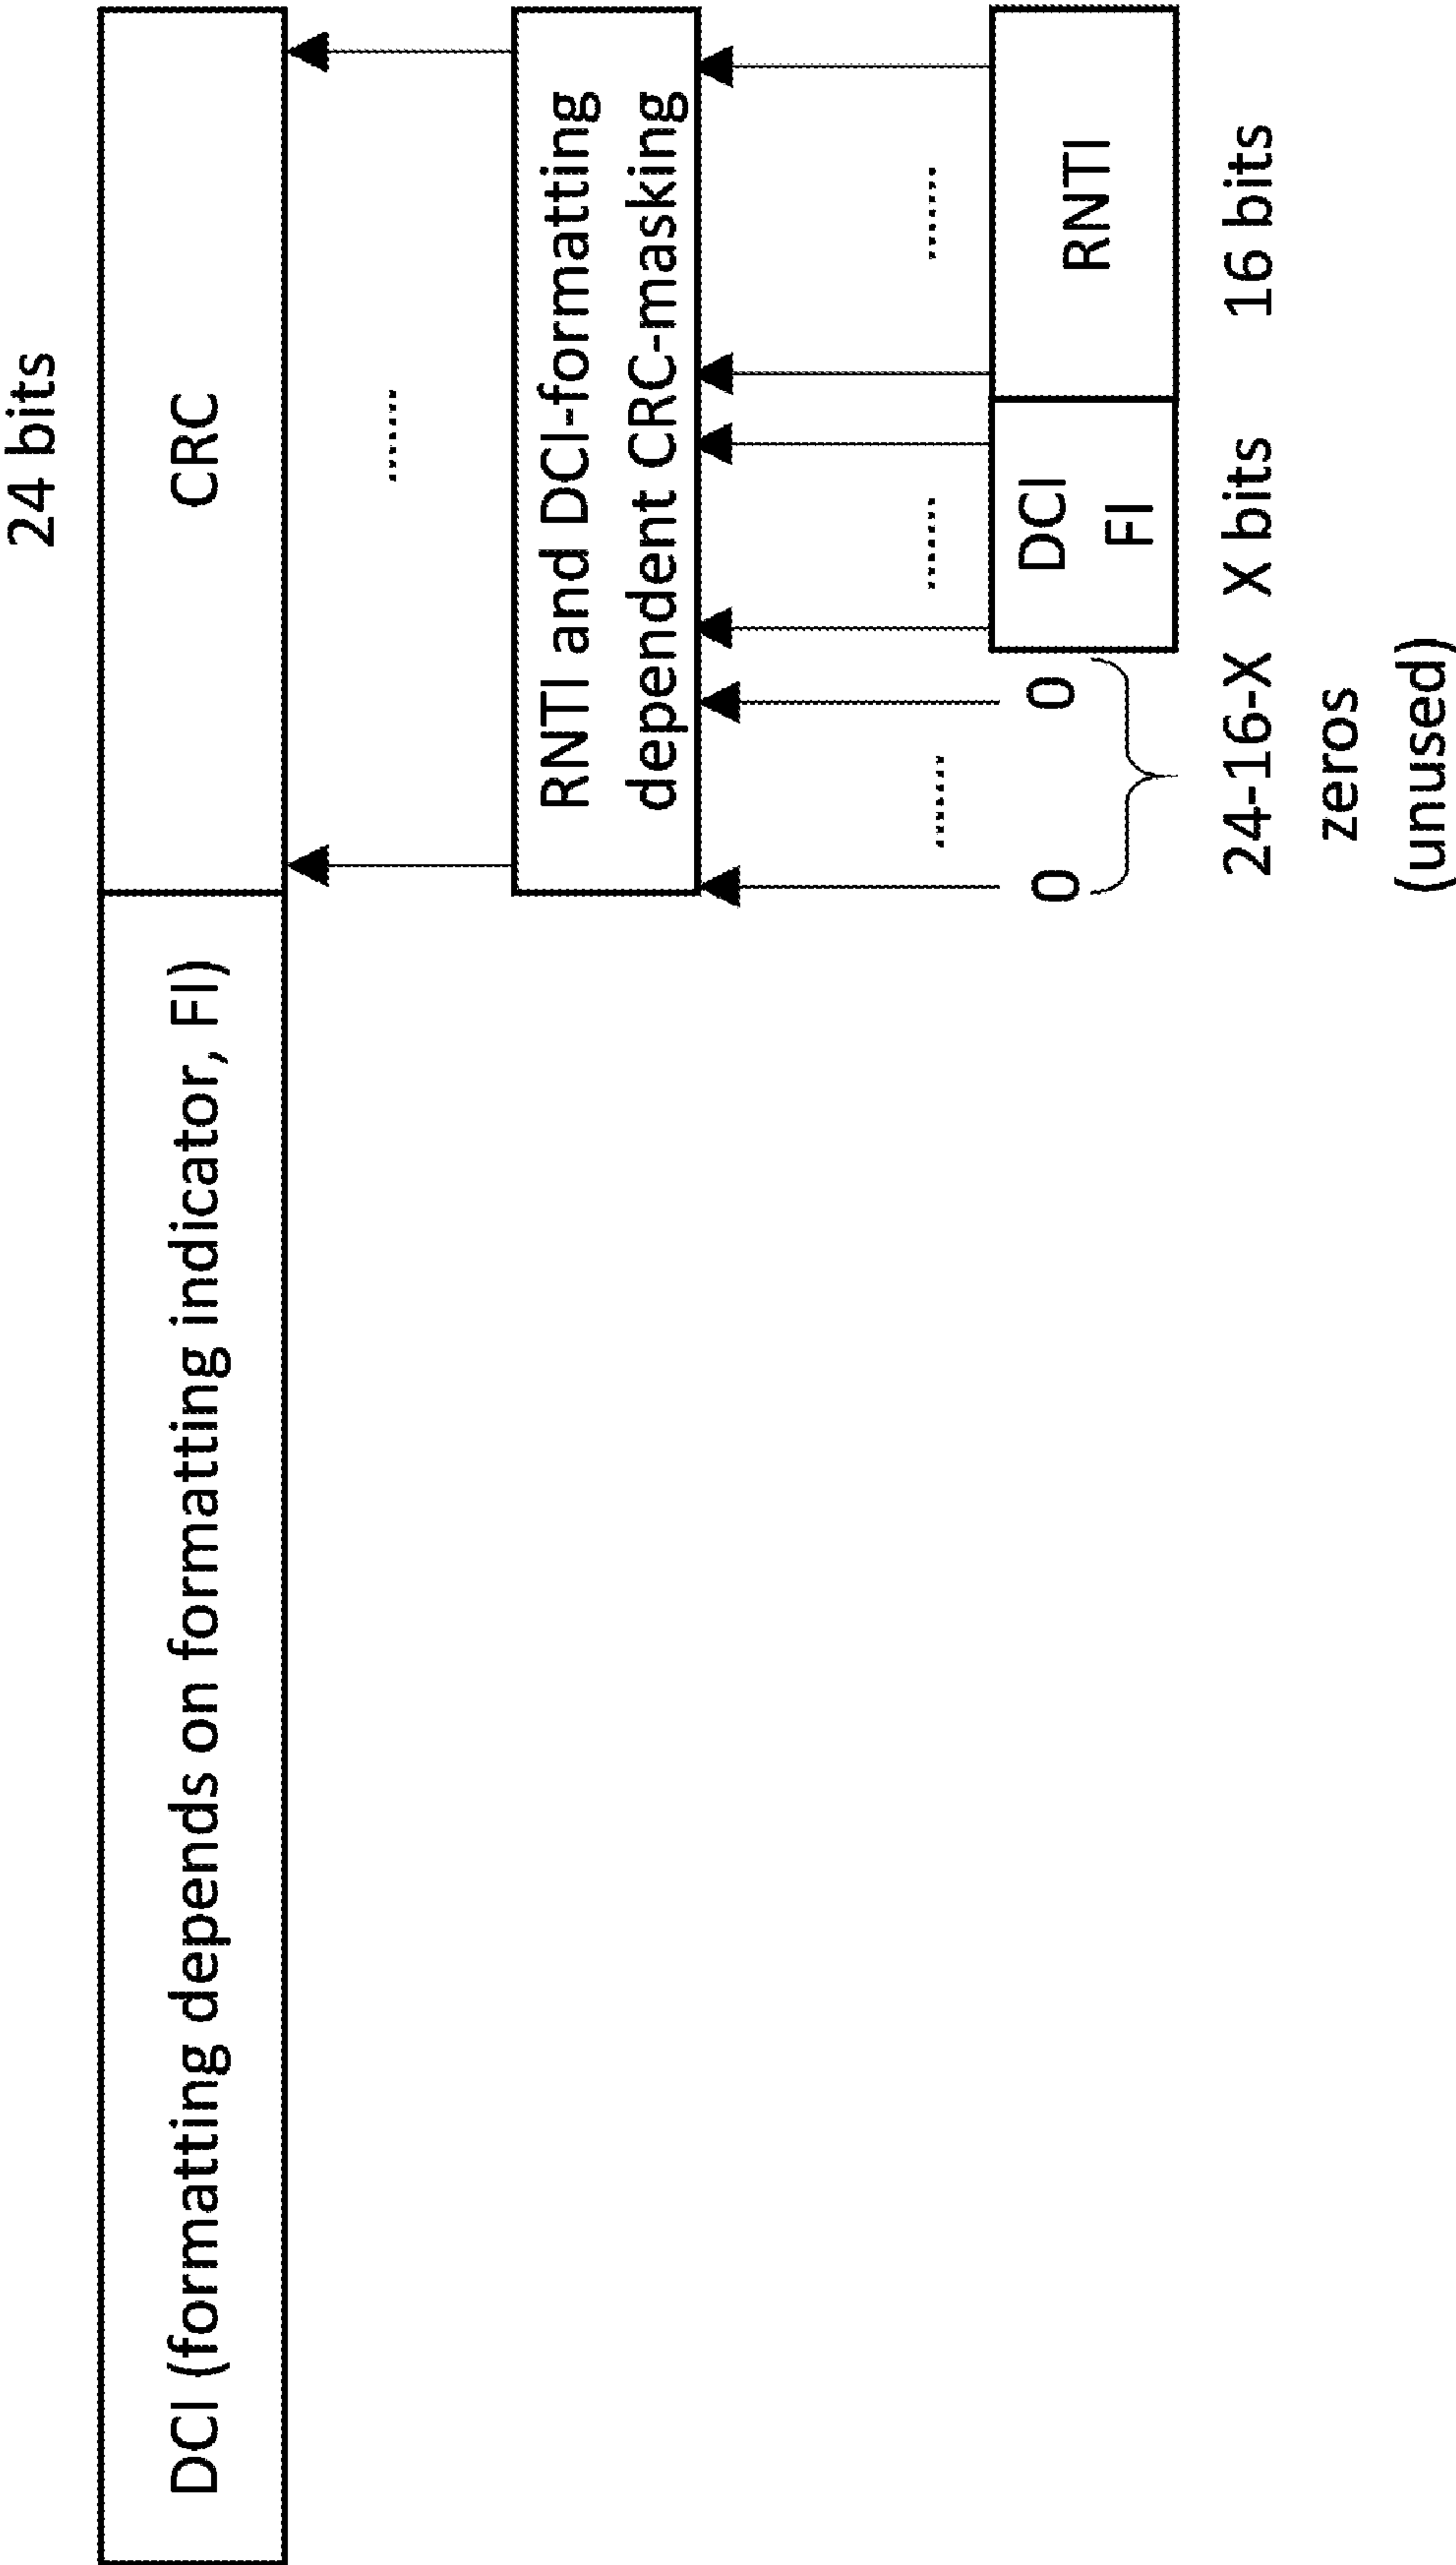 24 bits
DCI (formatting depends on formatting indicator, FI)
CRC
......
RNTI and DCI-formatting
dependent CRC-masking
......
......
......
0
0
DCI
FI
RNTI
24-16-X
zeros
(unused)
X bits
16 bits